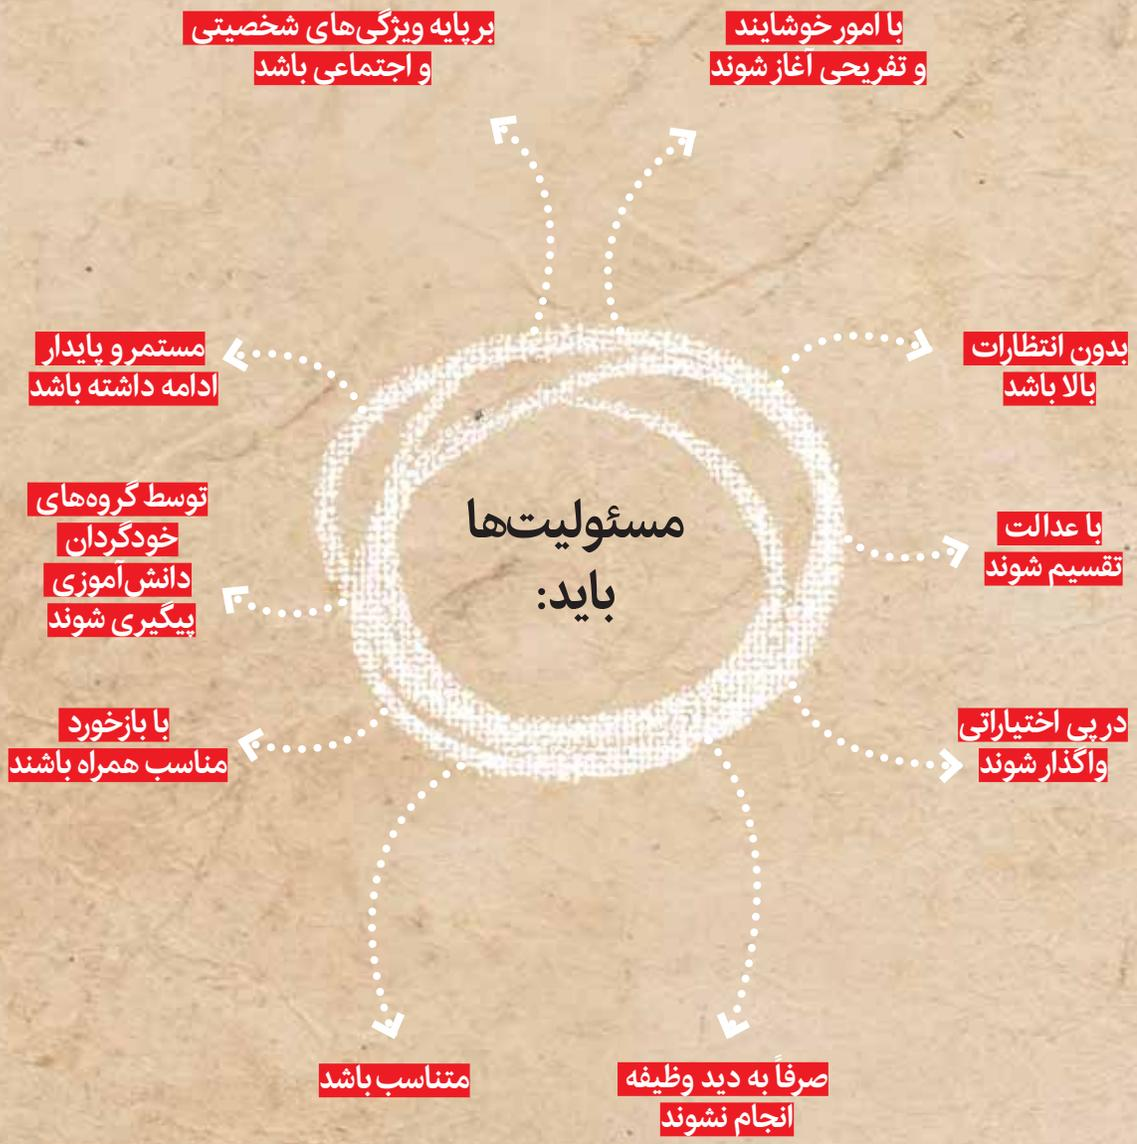 مسئولیت‌ها
باید:
با امور خوشایند
و تفریحی آغاز شوند
بدون انتظارات
بالا باشد
با عدالت
تقسیم شوند
در پی اختیاراتی
واگذار شوند
صرفاً به دید وظیفه
انجام نشوند
متناسب باشد
با بازخورد
مناسب همراه باشند
توسط گروه‌های
خودگردان
دانش‌آموزی
پیگیری شوند
مستمر و پایدار
ادامه داشته باشد
بر پایه ویژگی‌های شخصیتی
و اجتماعی باشد